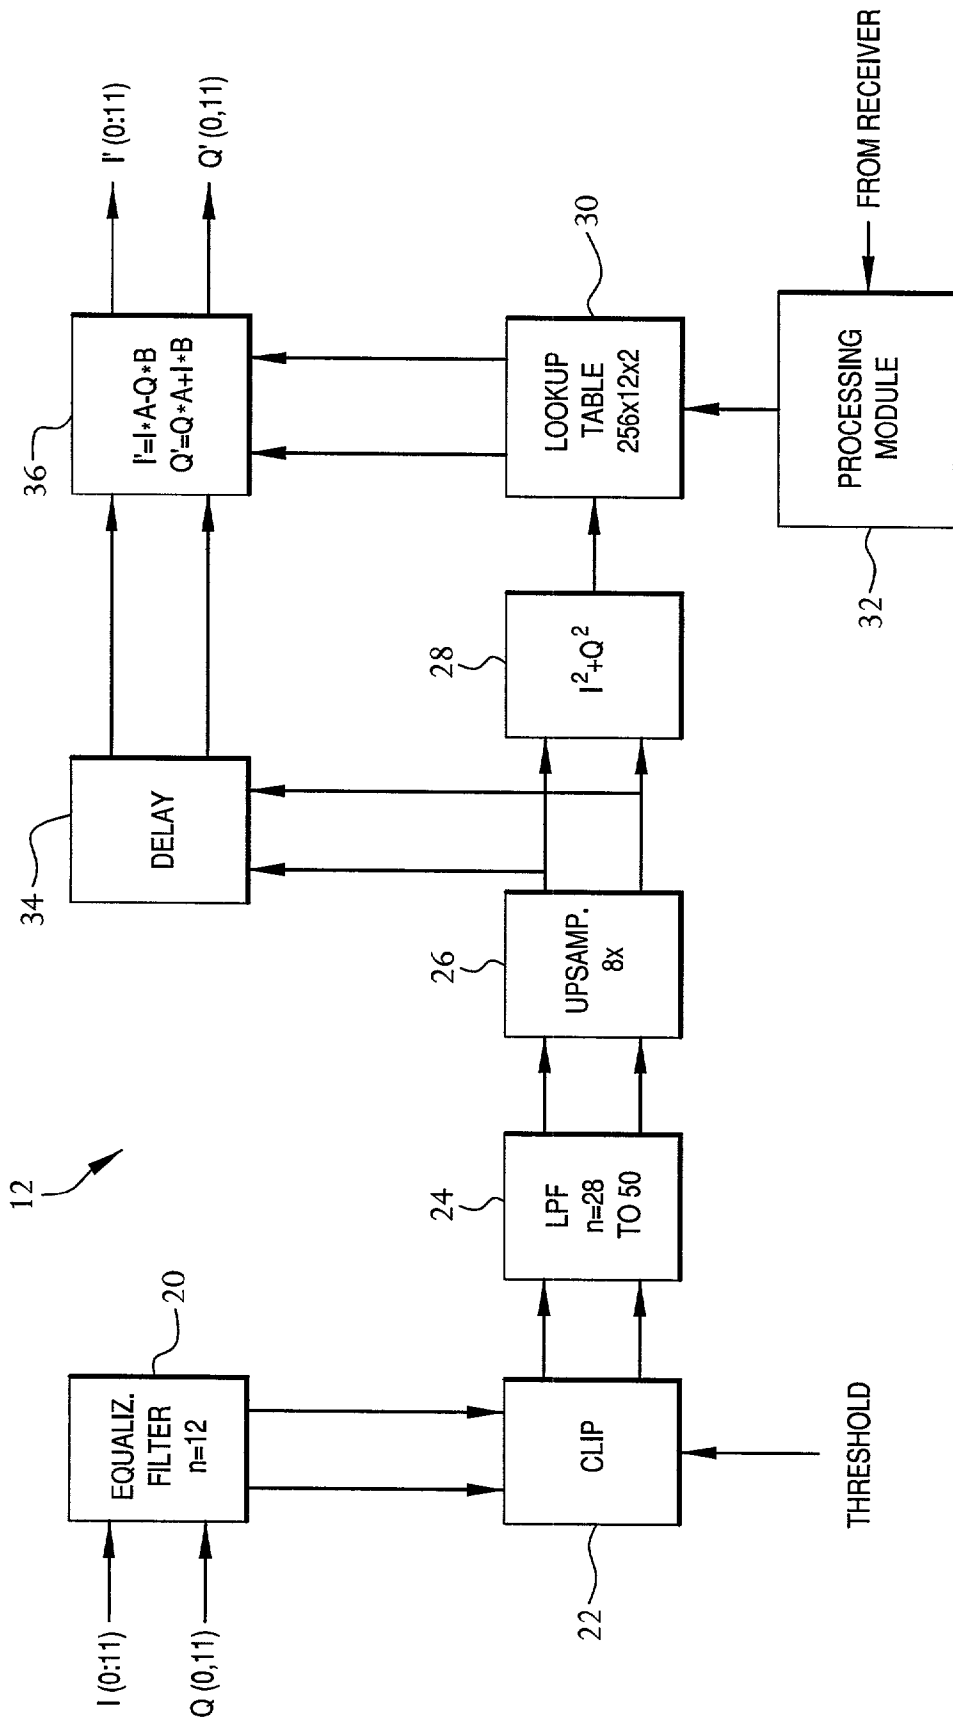 12
I (0:11)
Q (0,11)
20
EQUALIZ.
FILTER
n=12
22
CLIP
THRESHOLD
24
LPF
n=28
TO 50
26
UPSAMP.
8x
34
DELAY
28
I²+Q²
36
I'=I*A-Q*B
Q'=Q*A+I*B
I' (0:11)
Q' (0,11)
30
LOOKUP
TABLE
256x12x2
32
PROCESSING
MODULE
FROM RECEIVER